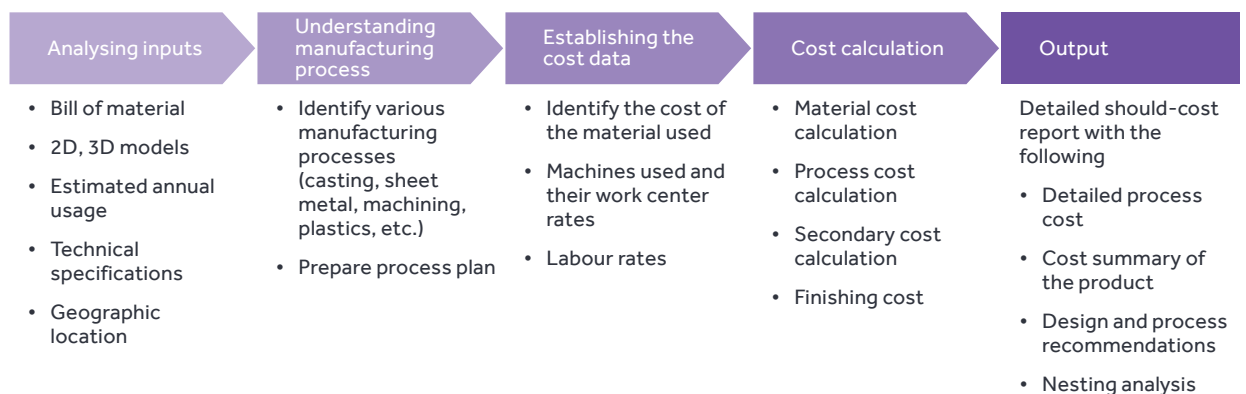 Analysing inputs
• Bill of material
• 2D, 3D models
• Estimated annual
usage
• Technical
specifications
• Geographic
location
Understanding
manufacturing
process
• Identify various
manufacturing
processes
(casting, sheet
metal, machining,
plastics, etc.)
• Prepare process plan
Establishing the
cost data
• Identify the cost of
the material used
• Machines used and
their work center
rates
• Labour rates
Cost calculation
• Material cost
calculation
• Process cost
calculation
• Secondary cost
calculation
• Finishing cost
Output
Detailed should-cost
report with the
following
• Detailed process
cost
• Cost summary of
the product
• Design and process
recommendations
• Nesting analysis